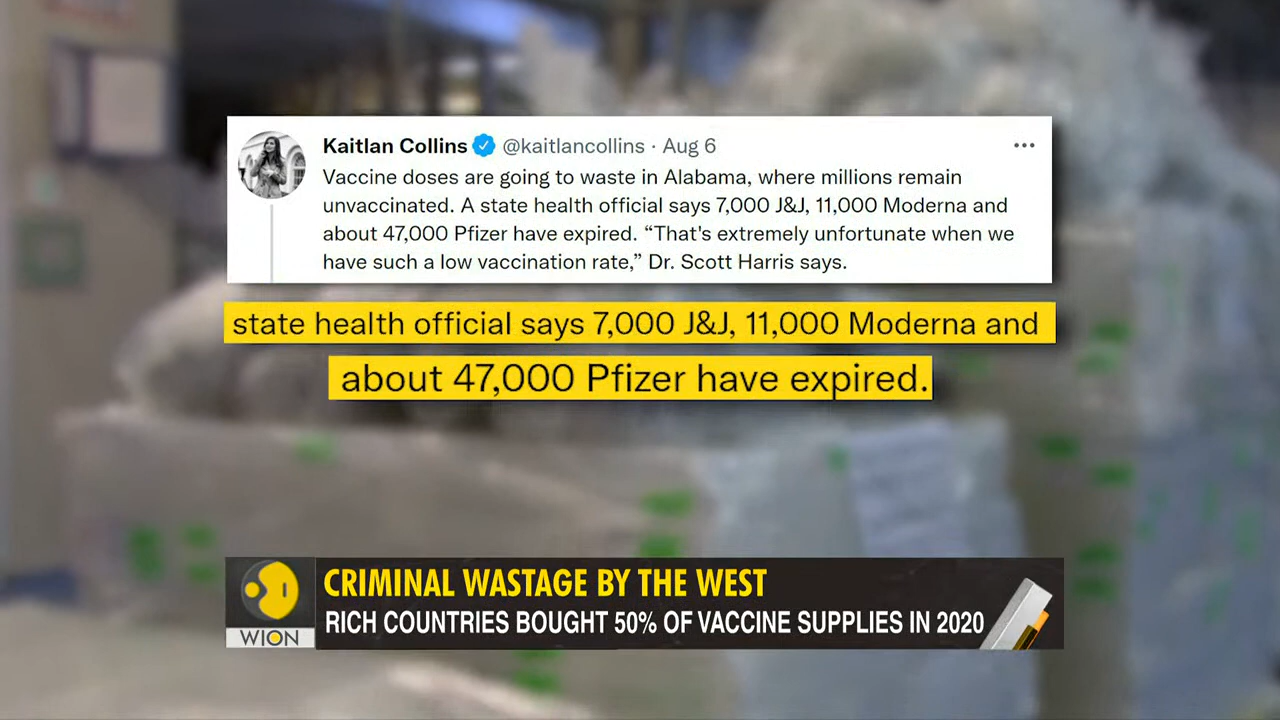 Kaitlan Collins @kaitlancollins · Aug 6 ···
Vaccine doses are going to waste in Alabama, where millions remain
unvaccinated. A state health official says 7,000 J&J, 11,000 Moderna and
about 47,000 Pfizer have expired. “That's extremely unfortunate when we
have such a low vaccination rate,” Dr. Scott Harris says.
state health official says 7,000 J&J, 11,000 Moderna and
about 47,000 Pfizer have expired.
CRIMINAL WASTAGE BY THE WEST
RICH COUNTRIES BOUGHT 50% OF VACCINE SUPPLIES IN 2020
WION